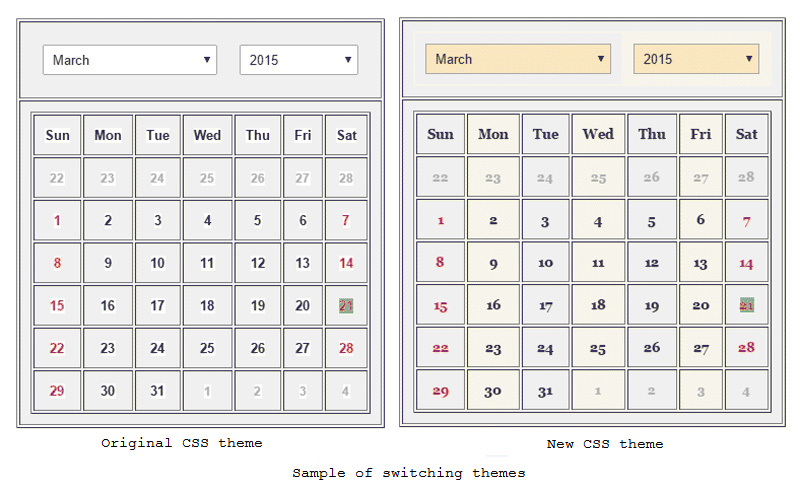 March 2015
Sun Mon Tue Wed Thu Fri Sat
22 23 24 25 26 27 28
1 2 3 4 5 6 7
8 9 10 11 12 13 14
15 16 17 18 19 20 21
22 23 24 25 26 27 28
29 30 31 1 2 3 4
Original CSS theme
March 2015
Sun Mon Tue Wed Thu Fri Sat
22 23 24 25 26 27 28
1 2 3 4 5 6 7
8 9 10 11 12 13 14
15 16 17 18 19 20 21
22 23 24 25 26 27 28
29 30 31 1 2 3 4
New CSS theme
Sample of switching themes